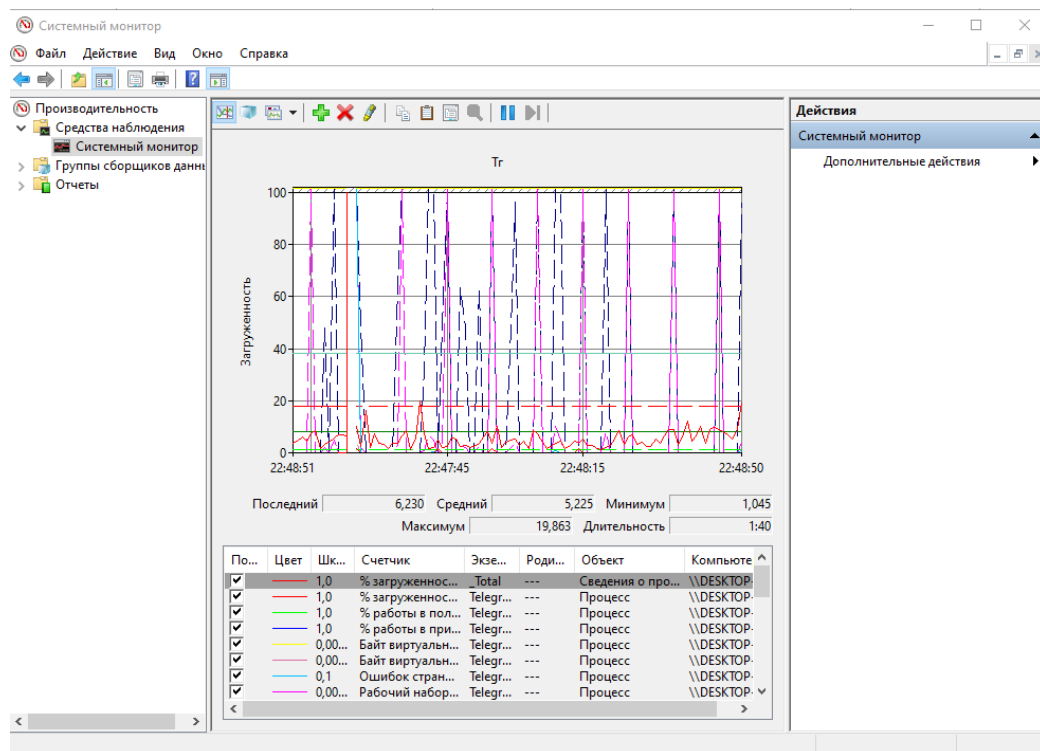 Системный монитор
Файл Действие Вид Окно Справка
Производительность
Средства наблюдения
Системный монитор
Группы сборщиков данн
Отчеты
Tr
Загруженность
100
80
60
40
20
0
22:48:51 22:47:45 22:48:15 22:48:50
Последний 6,230 Средний 5,225 Минимум 1,045
Максимум 19,863 Длительность 1:40
По... Цвет Шк... Счетчик Экзе... Роди... Объект Компьюте
1,0 % загруженнос... _Total --- Сведения о про... \\DESKTOP-
1,0 % загруженнос... Telegr... --- Процесс \\DESKTOP-
1,0 % работы в пол... Telegr... --- Процесс \\DESKTOP-
1,0 % работы в при... Telegr... --- Процесс \\DESKTOP-
0,00... Байт виртуальн... Telegr... --- Процесс \\DESKTOP-
0,00... Байт виртуальн... Telegr... --- Процесс \\DESKTOP-
0,1 Ошибок стран... Telegr... --- Процесс \\DESKTOP-
0,00... Рабочий набор... Telegr... --- Процесс \\DESKTOP-
Действия
Системный монитор
Дополнительные действия